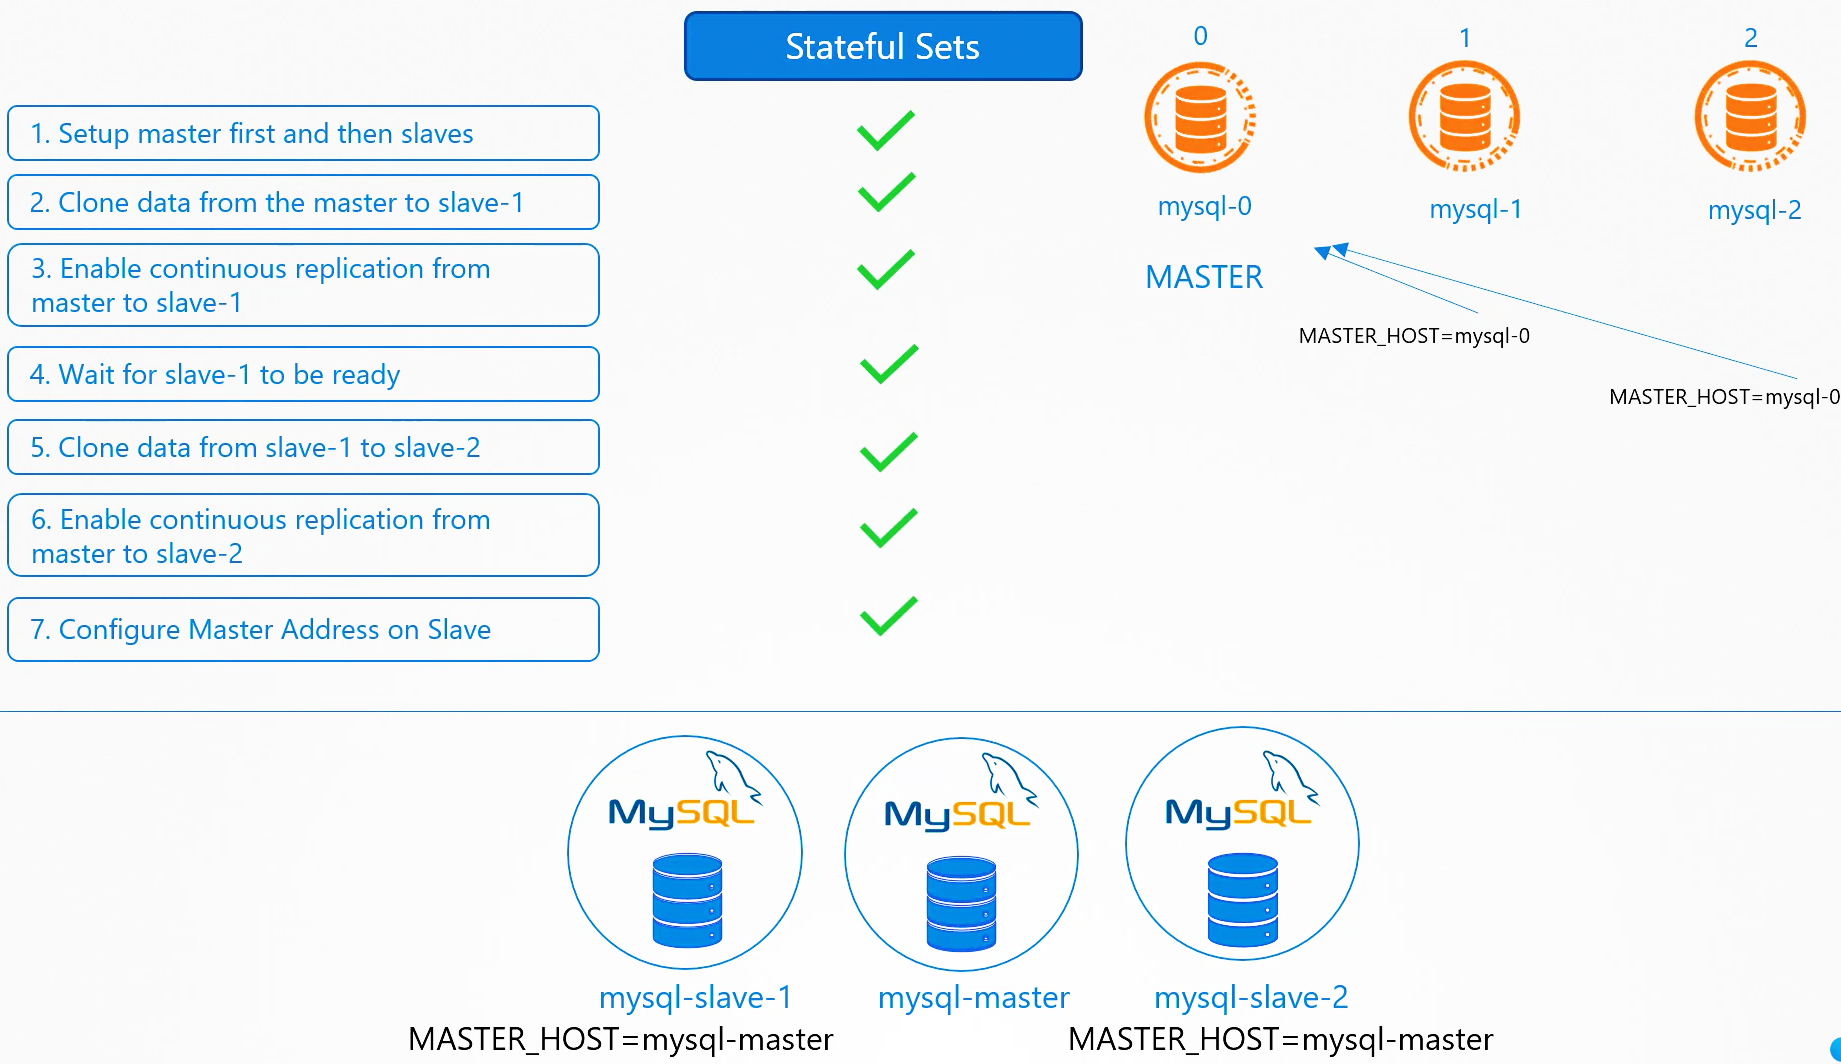 Stateful Sets
0
1
2
1. Setup master first and then slaves
2. Clone data from the master to slave-1
3. Enable continuous replication from
master to slave-1
4. Wait for slave-1 to be ready
5. Clone data from slave-1 to slave-2
6. Enable continuous replication from
master to slave-2
7. Configure Master Address on Slave
mysql-0
mysql-1
mysql-2
MASTER
MASTER_HOST=mysql-0
MASTER_HOST=mysql-0
MySQL
MySQL
MySQL
mysql-slave-1
mysql-master
mysql-slave-2
MASTER_HOST=mysql-master
MASTER_HOST=mysql-master